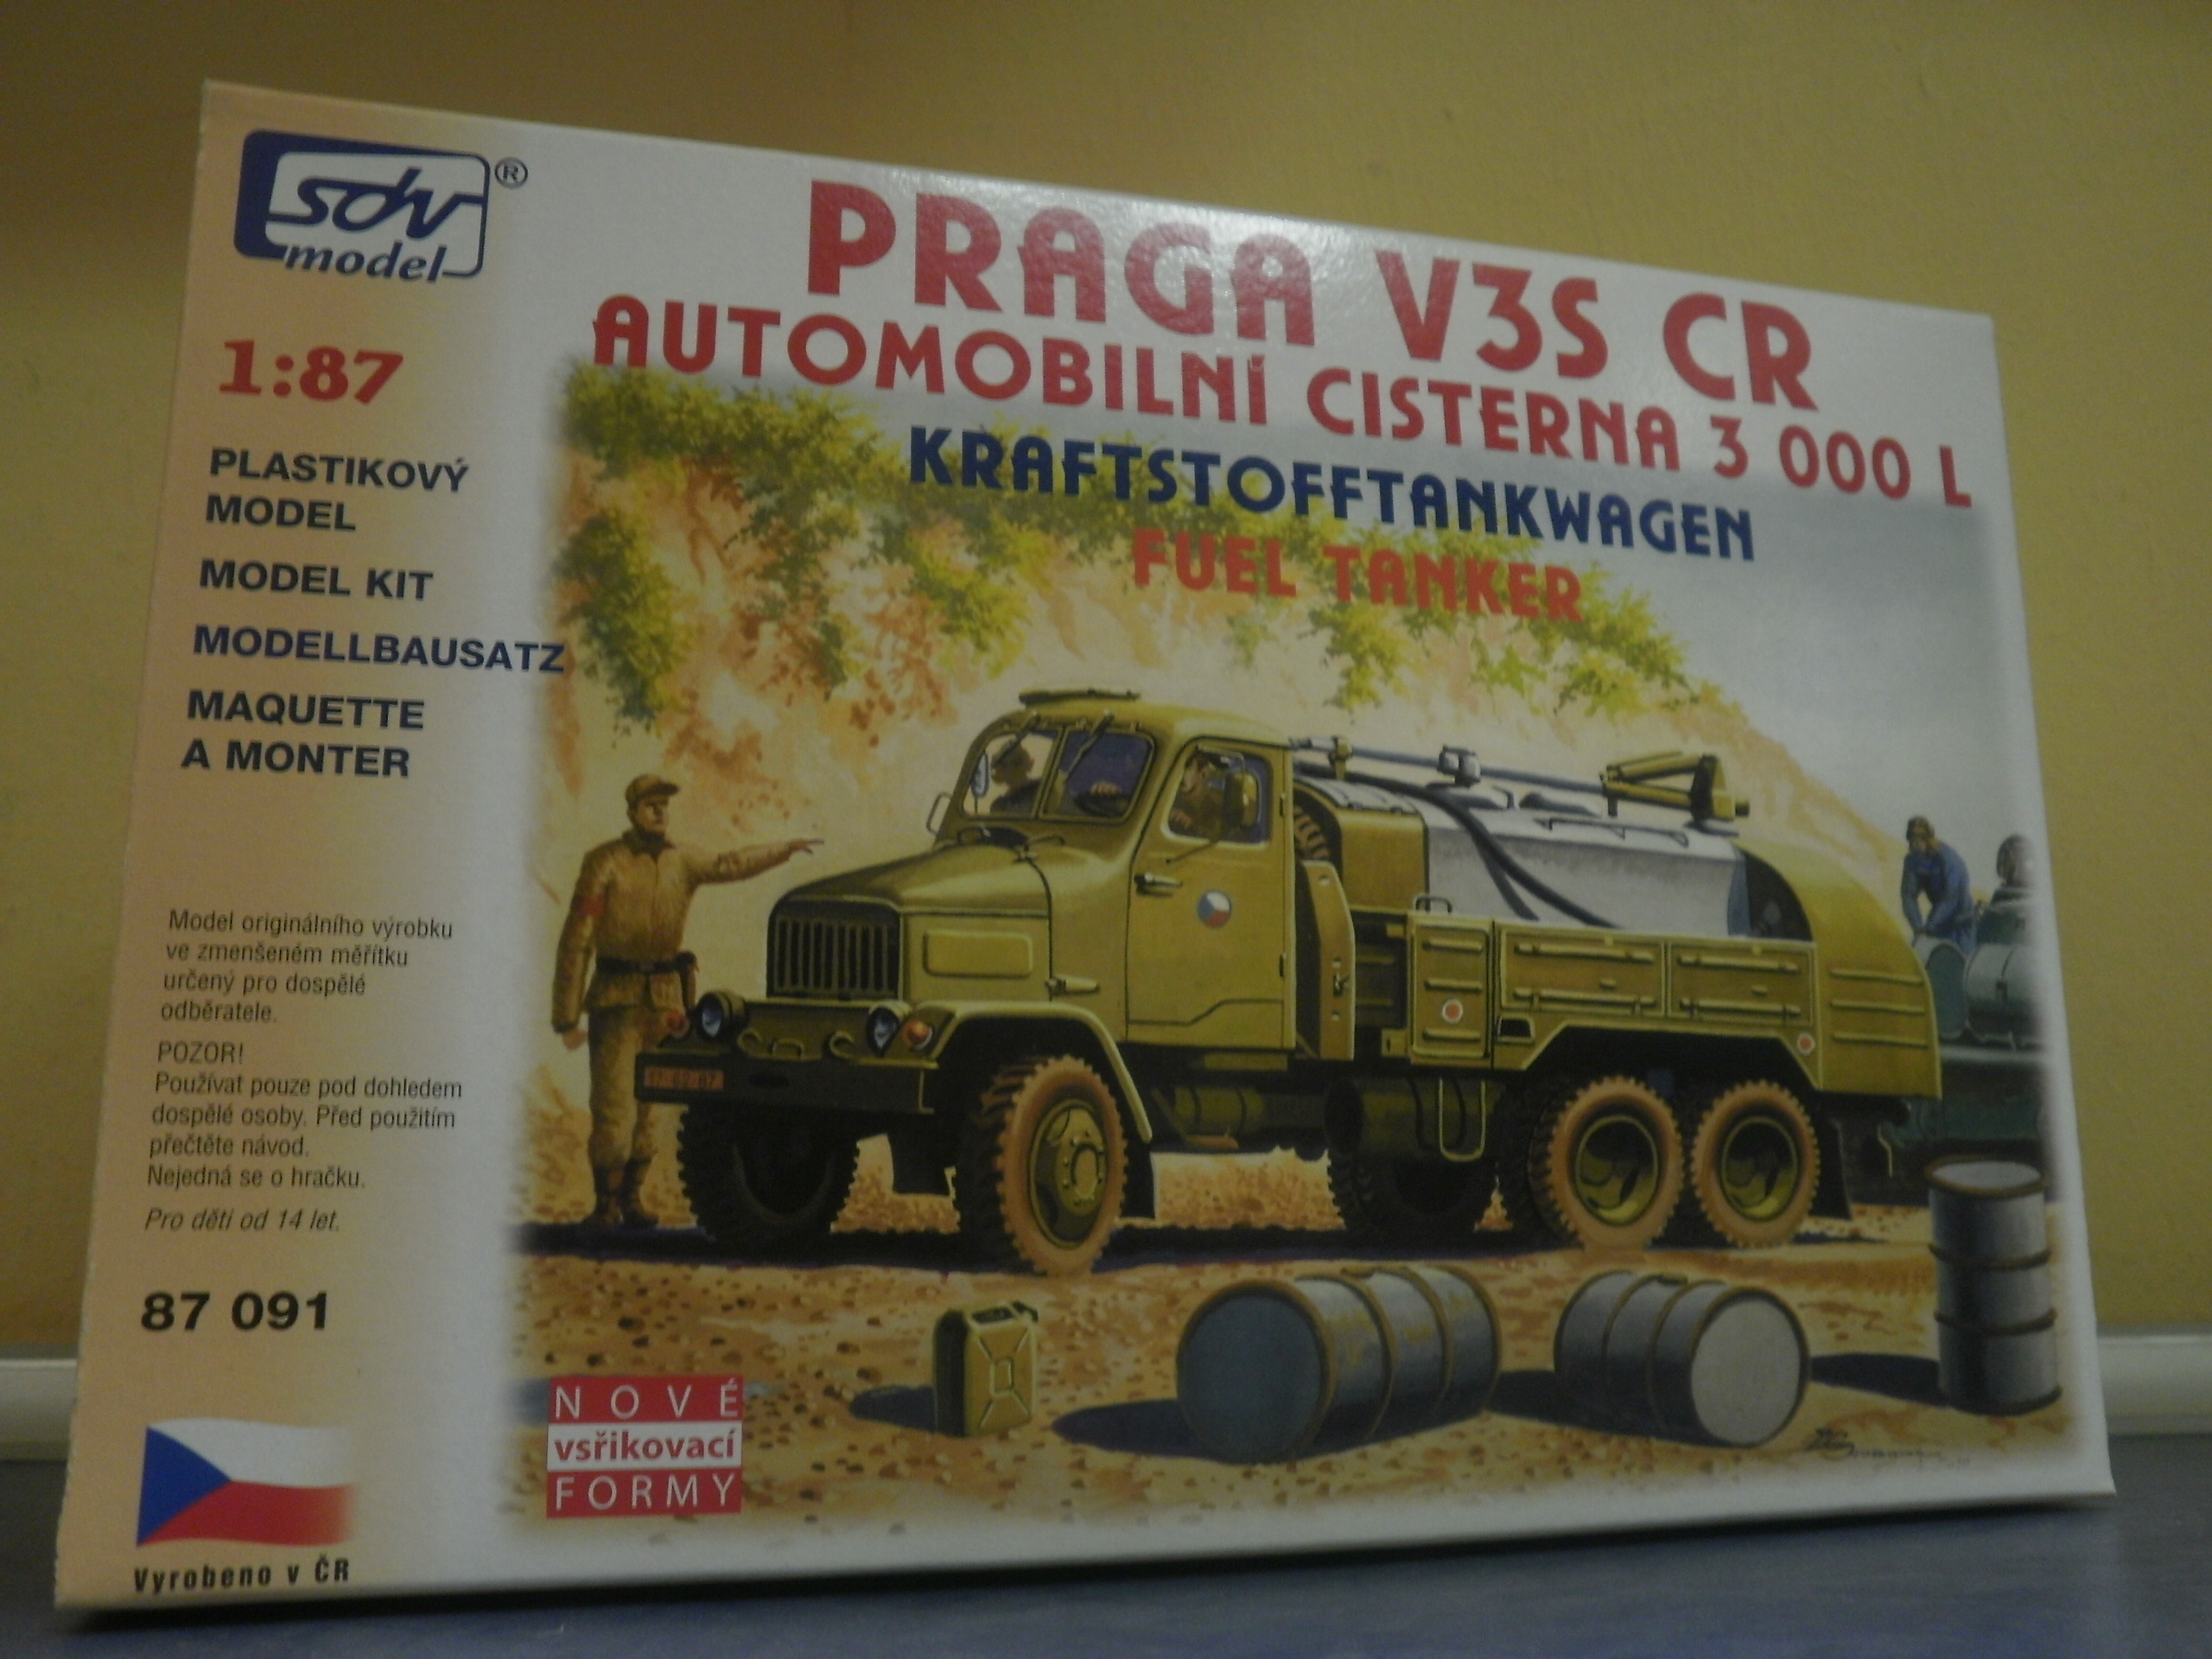 sdv
model
®
PRAGA V3S CR
AUTOMOBILNÍ CISTERNA 3 000 L
KRAFTSTOFFTANKWAGEN
FUEL TANKER
1:87
PLASTIKOVÝ
MODEL
MODEL KIT
MODELLBAUSATZ
MAQUETTE
A MONTER
Model originálního výrobku
ve zmenšeném měřítku
určený pro dospělé
odběratele.
POZOR!
Používat pouze pod dohledem
dospělé osoby. Před použitím
přečtěte návod.
Nejedná se o hračku.
Pro děti od 14 let.
87 091
NOVÉ
vsřikovací
FORMY
Vyrobeno v ČR